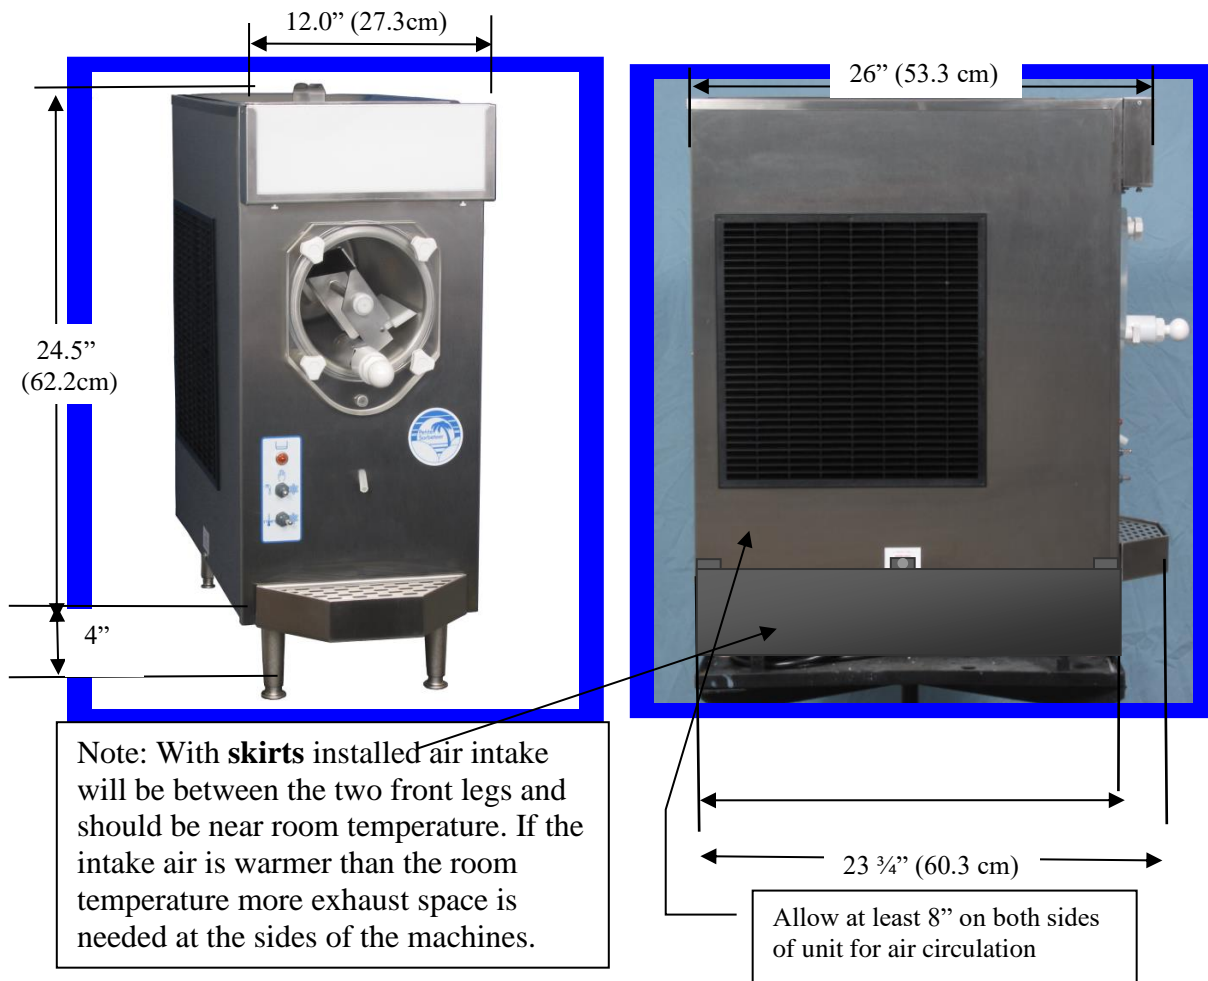 12.0” (27.3cm)
26” (53.3 cm)
24.5”
(62.2cm)
4”
Note: With skirts installed air intake
will be between the two front legs and
should be near room temperature. If the
intake air is warmer than the room
temperature more exhaust space is
needed at the sides of the machines.
23 ¾” (60.3 cm)
Allow at least 8” on both sides
of unit for air circulation